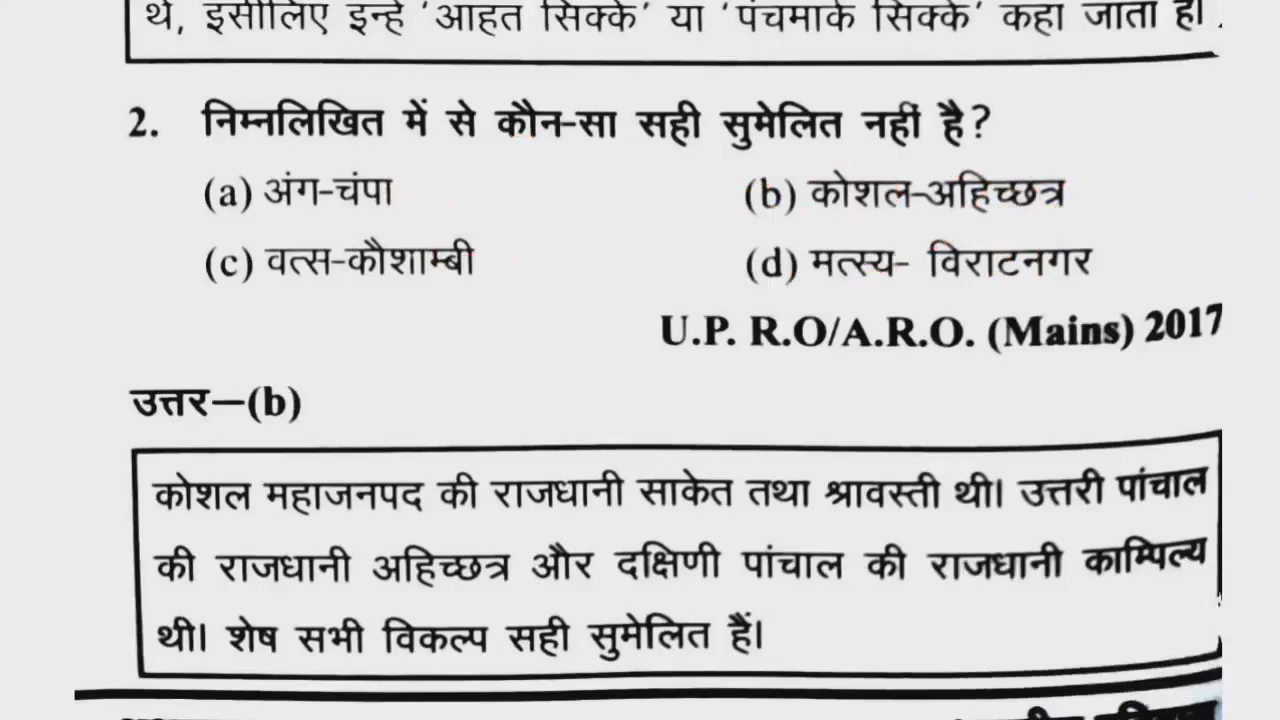 थे, इसीलिए इन्हें ‘आहत सिक्के’ या ‘पंचमार्क सिक्के’ कहा जाता है।
2. निम्नलिखित में से कौन-सा सही सुमेलित नहीं है?
(a) अंग-चंपा (b) कोशल-अहिच्छत्र
(c) वत्स-कौशाम्बी (d) मत्स्य- विराटनगर
U.P. R.O/A.R.O. (Mains) 2017
उत्तर—(b)
कोशल महाजनपद की राजधानी साकेत तथा श्रावस्ती थी। उत्तरी पांचाल
की राजधानी अहिच्छत्र और दक्षिणी पांचाल की राजधानी काम्पिल्य
थी। शेष सभी विकल्प सही सुमेलित हैं।